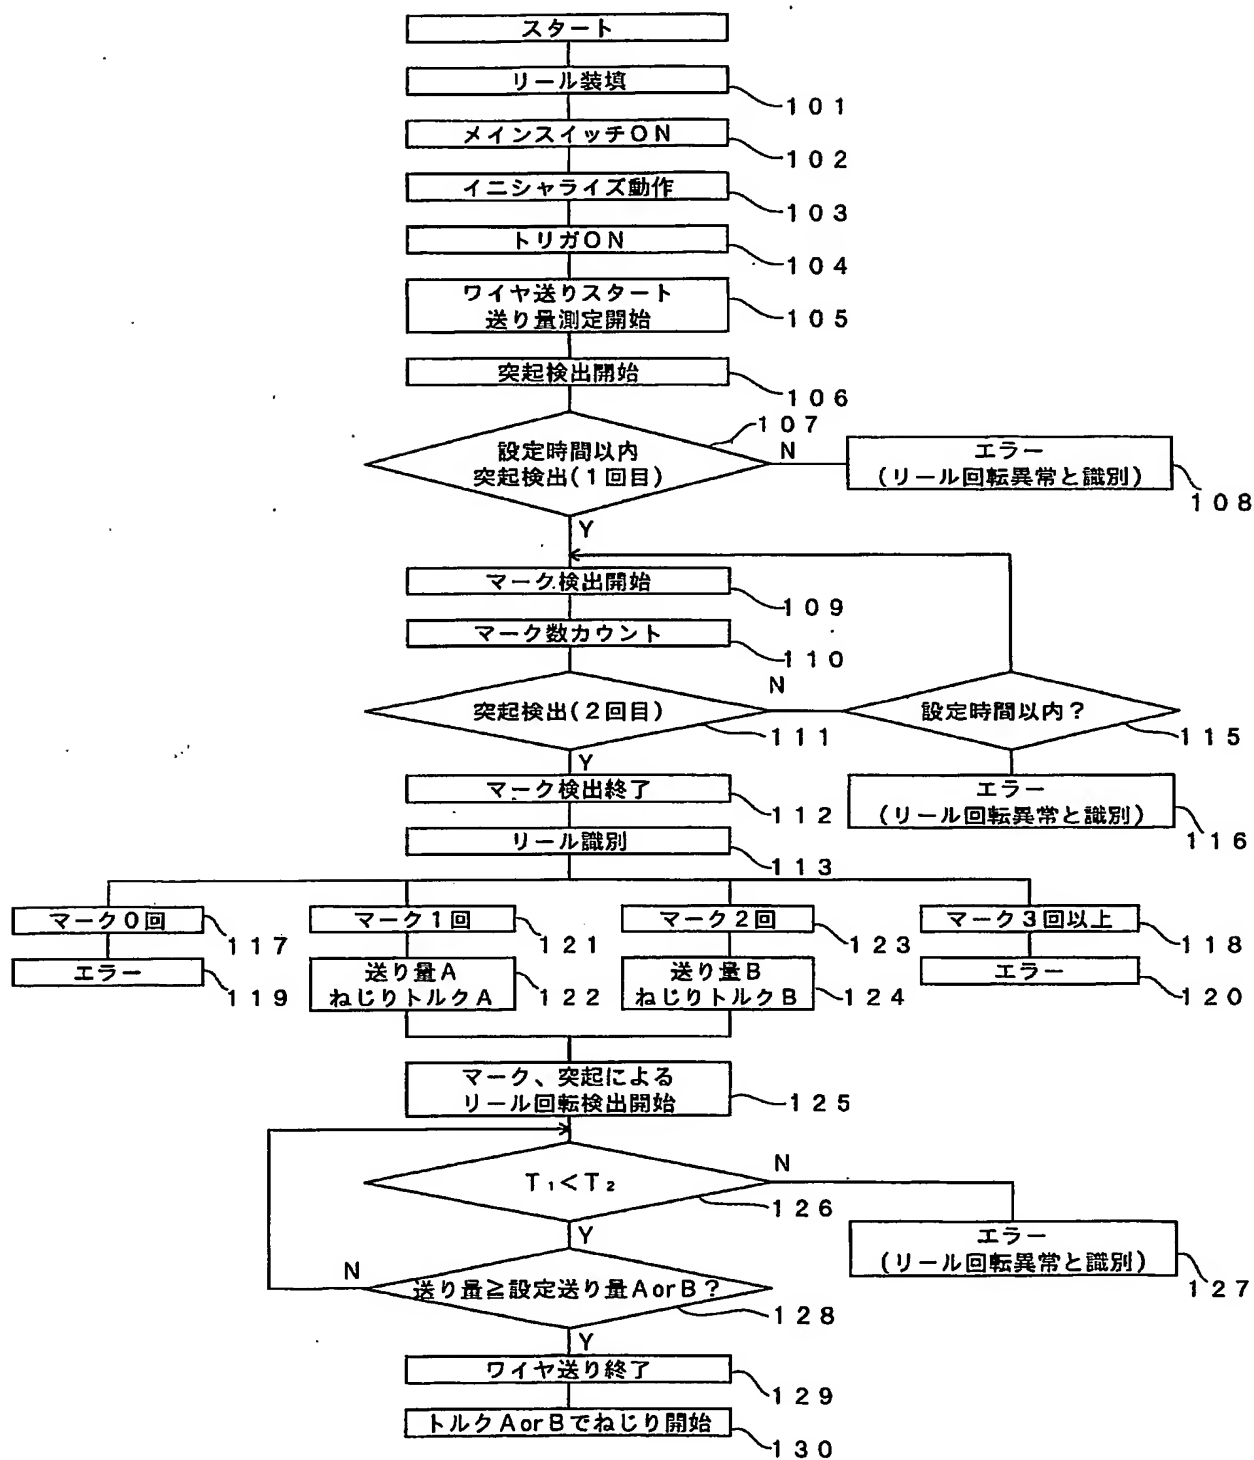 スタート
リール装填
101
メインスイッチON
102
イニシャライズ動作
103
トリガON
104
ワイヤ送りスタート
送り量測定開始
105
突起検出開始
106
107
設定時間以内
突起検出(1回目)
N
エラー
(リール回転異常と識別)
108
Y
マーク検出開始
109
マーク数カウント
110
突起検出(2回目)
N
111
設定時間以内?
115
Y
マーク検出終了
112
エラー
(リール回転異常と識別)
116
リール識別
113
マーク0回
117
マーク1回
121
マーク2回
123
マーク3回以上
118
エラー
119
送り量A
ねじりトルクA
122
送り量B
ねじりトルクB
124
エラー
120
マーク、突起による
リール回転検出開始
125
T₁<T₂
N
126
Y
エラー
(リール回転異常と識別)
127
N
送り量≧設定送り量AorB?
128
Y
ワイヤ送り終了
129
トルクAorBでねじり開始
130